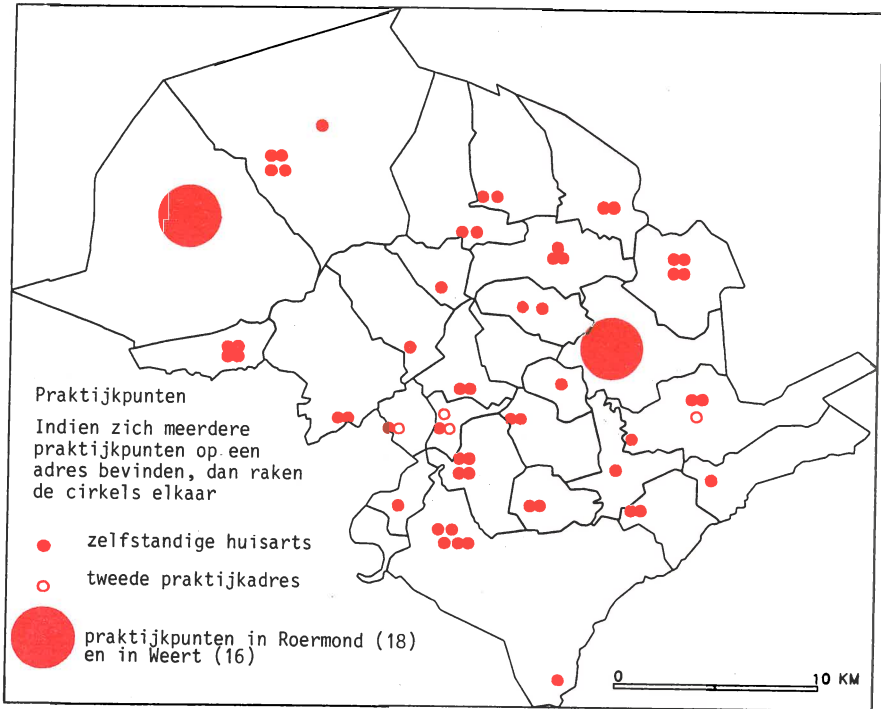 Praktijkpunten
Indien zich meerdere
praktijkpunten op een
adres bevinden, dan raken
de cirkels elkaar
zelfstandige huisarts
tweede praktijkadres
praktijkpunten in Roermond (18)
en in Weert (16)
0 10 KM